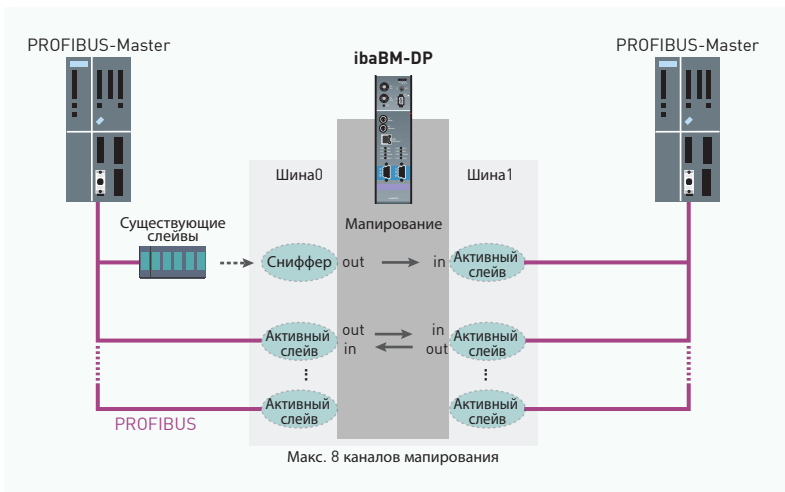 PROFIBUS-Master
ibaBM-DP
PROFIBUS-Master
Шина0
Шина1
Мапирование
Существующие
слейвы
Сниффер
out
in
Активный
слейв
Активный
слейв
out
in
in
out
Активный
слейв
Активный
слейв
Активный
слейв
PROFIBUS
Макс. 8 каналов мапирования